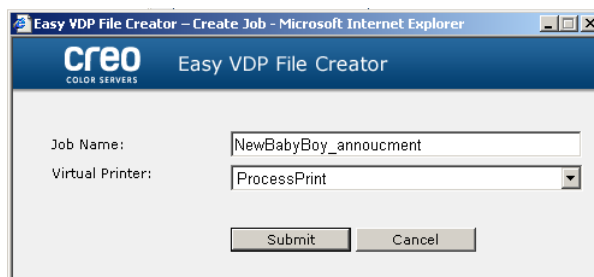 Easy VDP File Creator – Create Job - Microsoft Internet Explorer
creo
COLOR SERVERS
Easy VDP File Creator
Job Name: NewBabyBoy_annoucment
Virtual Printer: ProcessPrint
Submit Cancel